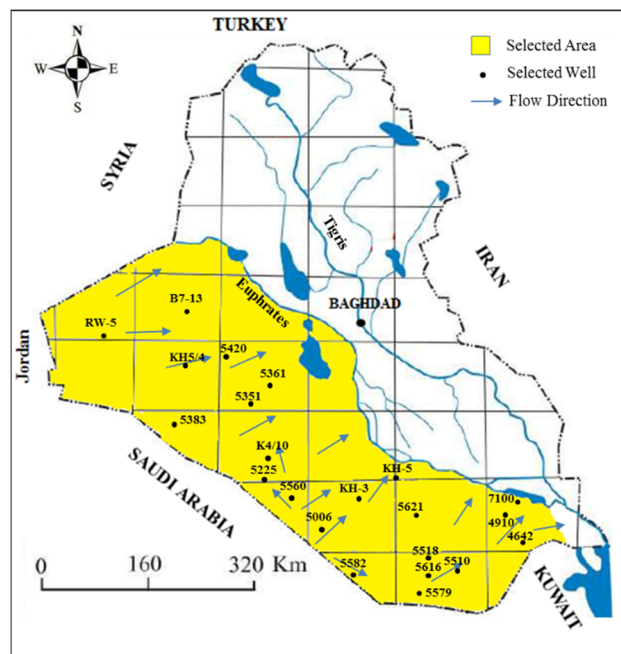 TURKEY
N
W E
S
Selected Area
Selected Well
Flow Direction
SYRIA
Tigris
IRAN
Euphrates
BAGHDAD
B7-13
RW-5
Jordan
KH5/4
5420
5361
5351
5383
K4/10
5225
KH-5
SAUDI ARABIA
5560
KH-3
5006
5621
7100
4910
4642
5518
5582
5616
5510
5579
KUWAIT
0 160 320 Km